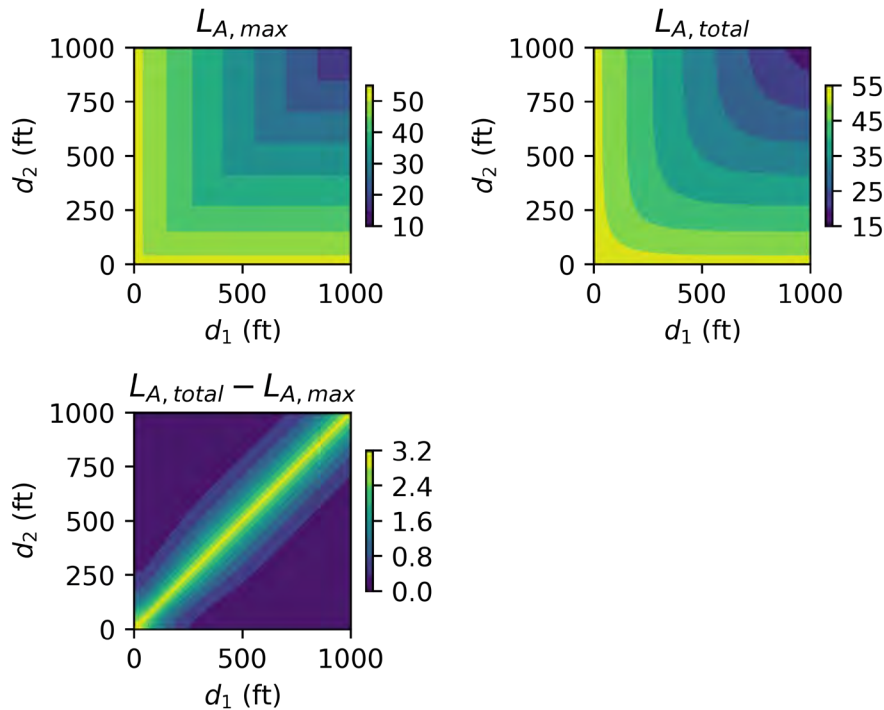 L_{A, max}
1000
750
500
250
0
d_2 (ft)
0 500 1000
d_1 (ft)
50
40
30
20
10
L_{A, total}
1000
750
500
250
0
d_2 (ft)
0 500 1000
d_1 (ft)
55
45
35
25
15
L_{A, total} − L_{A, max}
1000
750
500
250
0
d_2 (ft)
0 500 1000
d_1 (ft)
3.2
2.4
1.6
0.8
0.0